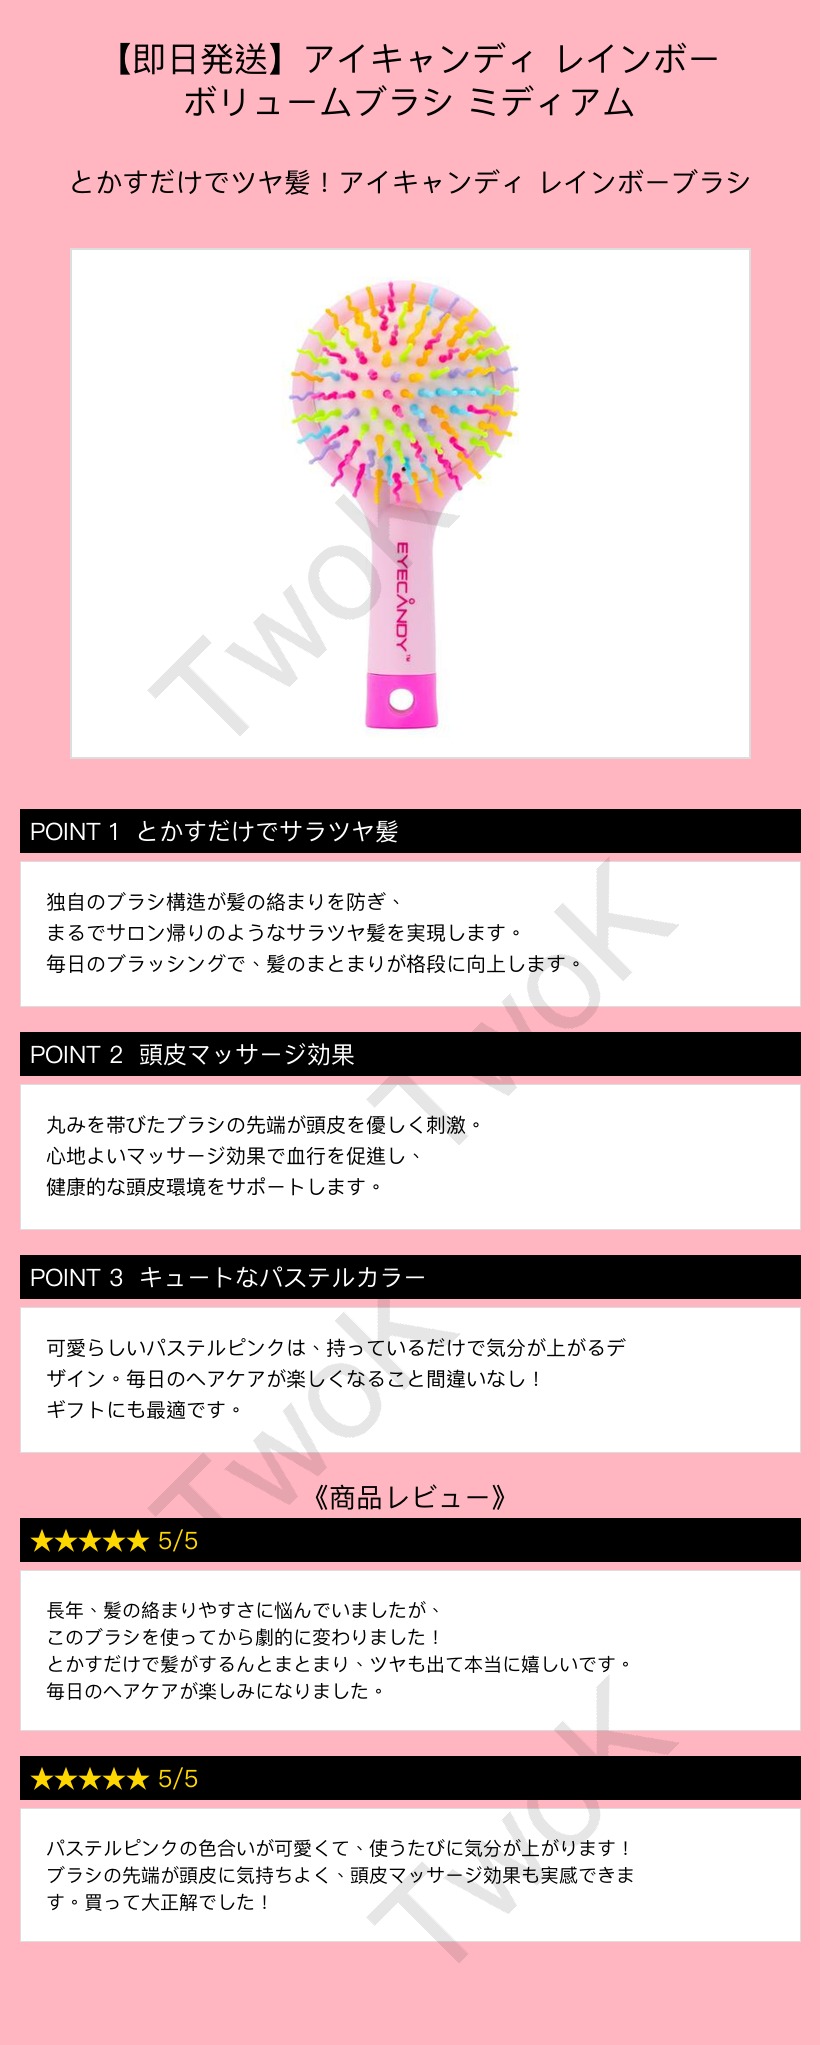 【即日発送】アイキャンディ レインボー
ボリュームブラシ ミディアム
とかすだけでツヤ髪！アイキャンディ レインボーブラシ
EYECANDY™
TwoK
POINT 1 とかすだけでサラツヤ髪
独自のブラシ構造が髪の絡まりを防ぎ、
まるでサロン帰りのようなサラツヤ髪を実現します。
毎日のブラッシングで、髪のまとまりが格段に向上します。
TwoK
POINT 2 頭皮マッサージ効果
丸みを帯びたブラシの先端が頭皮を優しく刺激。
心地よいマッサージ効果で血行を促進し、
健康的な頭皮環境をサポートします。
POINT 3 キュートなパステルカラー
可愛らしいパステルピンクは、持っているだけで気分が上がるデ
ザイン。毎日のヘアケアが楽しくなること間違いなし！
ギフトにも最適です。
TwoK
《商品レビュー》
★★★★★ 5/5
長年、髪の絡まりやすさに悩んでいましたが、
このブラシを使ってから劇的に変わりました！
とかすだけで髪がするんとまとまり、ツヤも出て本当に嬉しいです。
毎日のヘアケアが楽しみになりました。
★★★★★ 5/5
パステルピンクの色合いが可愛くて、使うたびに気分が上がります！
ブラシの先端が頭皮に気持ちよく、頭皮マッサージ効果も実感できま
す。買って大正解でした！
TwoK